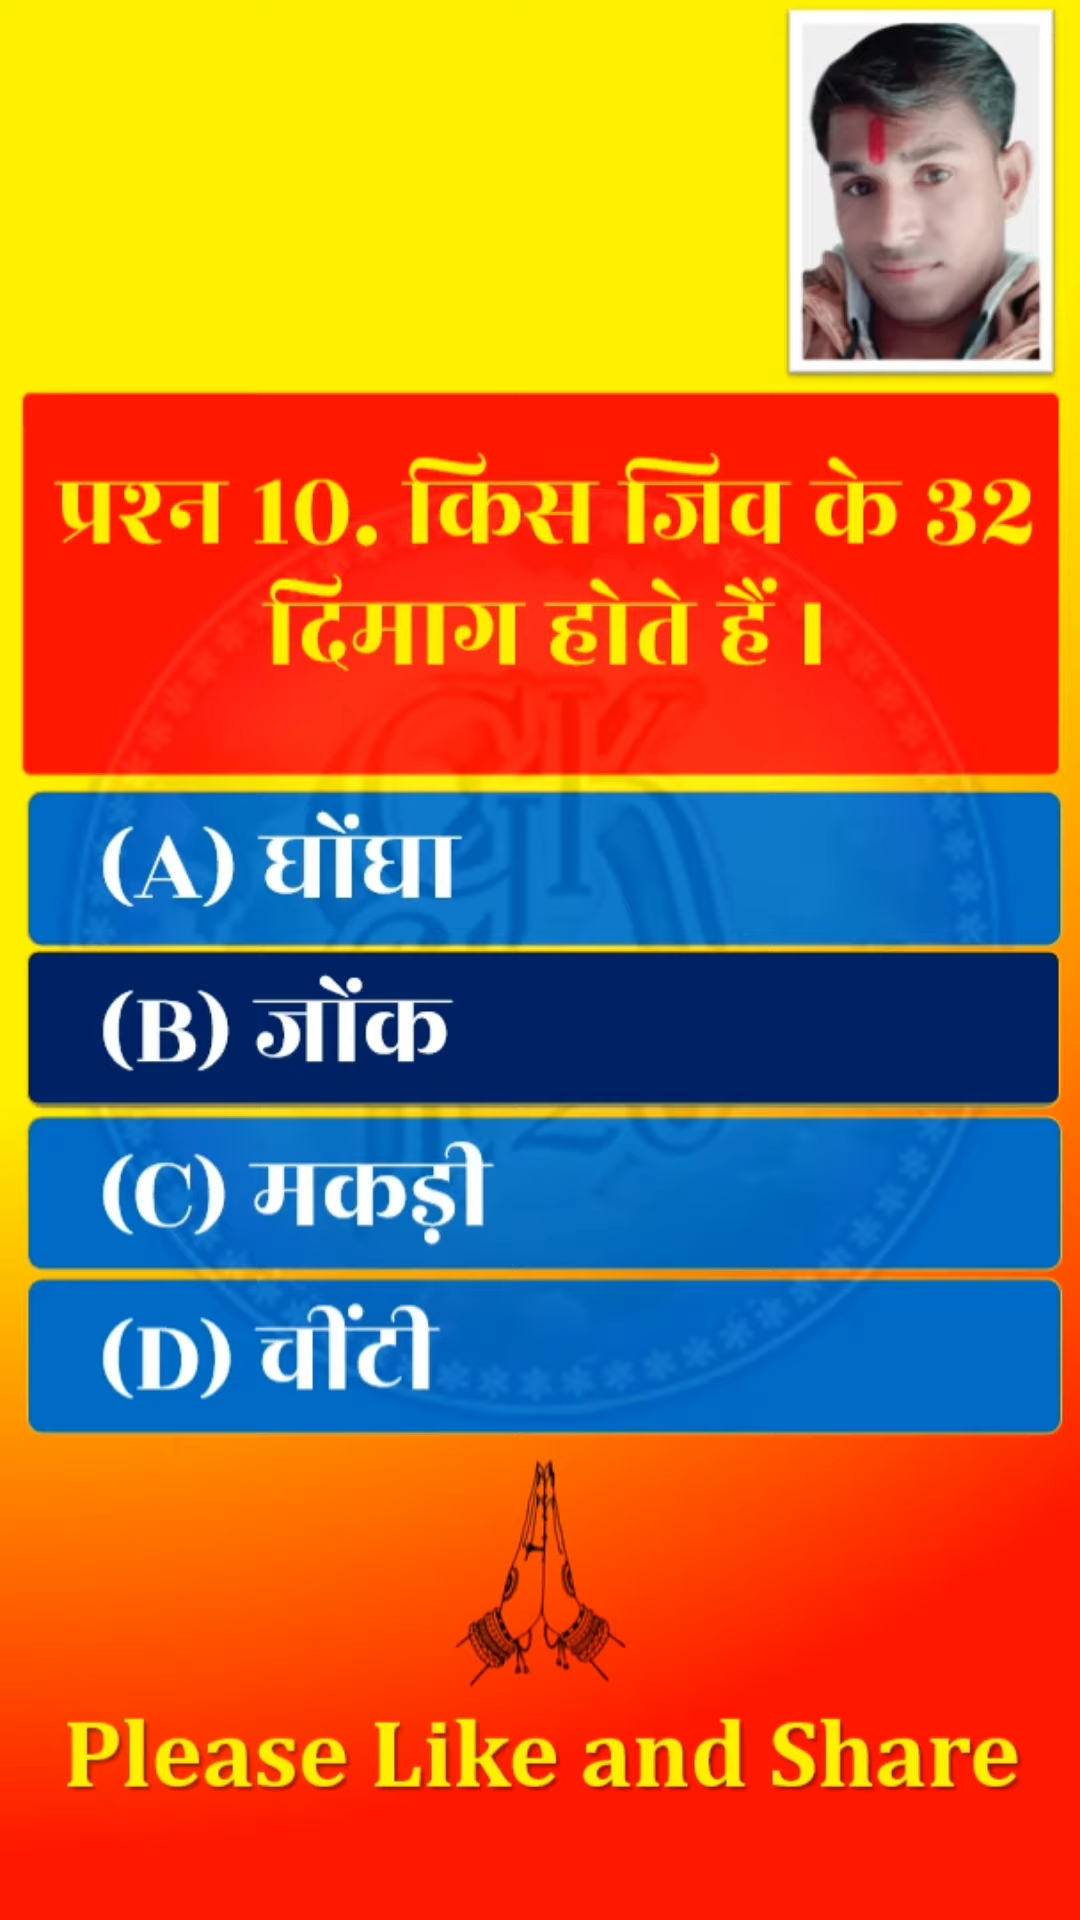 प्रश्न 10. किस जिव के 32
दिमाग होते हैं।
(A) घोंघा
(B) जोंक
(C) मकड़ी
(D) चींटी
Please Like and Share